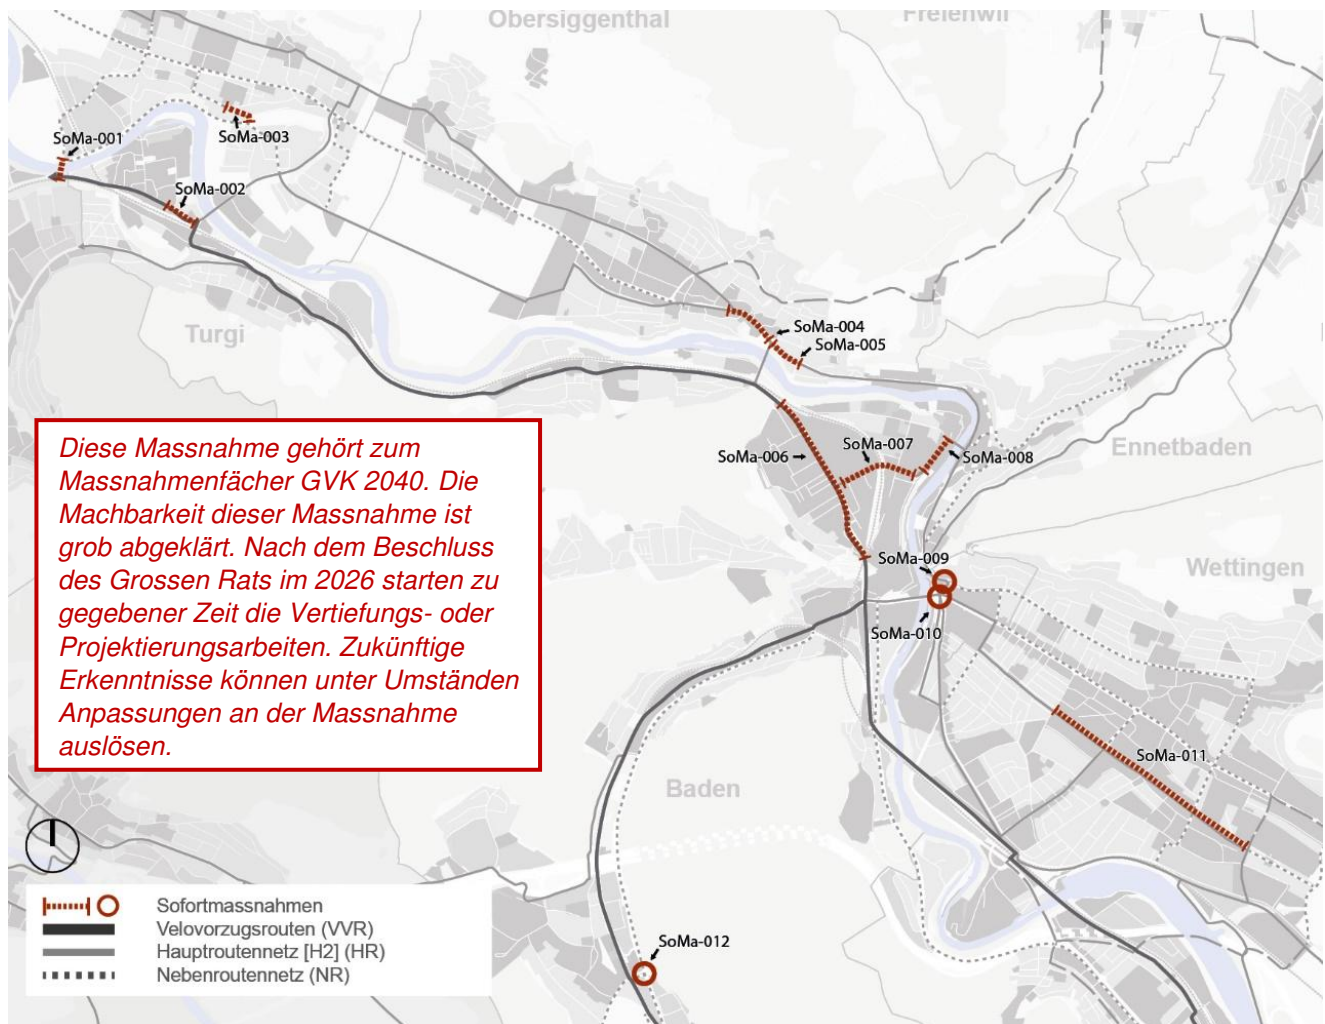 Obersiggenthal
Freienwil
SoMa-001
SoMa-003
SoMa-002
Turgi
SoMa-004
SoMa-005
SoMa-006
SoMa-007
SoMa-008
Ennetbaden
Diese Massnahme gehört zum
Massnahmenfächer GVK 2040. Die
Machbarkeit dieser Massnahme ist
grob abgeklärt. Nach dem Beschluss
des Grossen Rats im 2026 starten zu
gegebener Zeit die Vertiefungs- oder
Projektierungsarbeiten. Zukünftige
Erkenntnisse können unter Umständen
Anpassungen an der Massnahme
auslösen.
SoMa-009
Wettingen
SoMa-010
SoMa-011
Baden
SoMa-012
Sofortmassnahmen
Velovorzugsrouten (VVR)
Hauptroutennetz [H2] (HR)
Nebenroutennetz (NR)